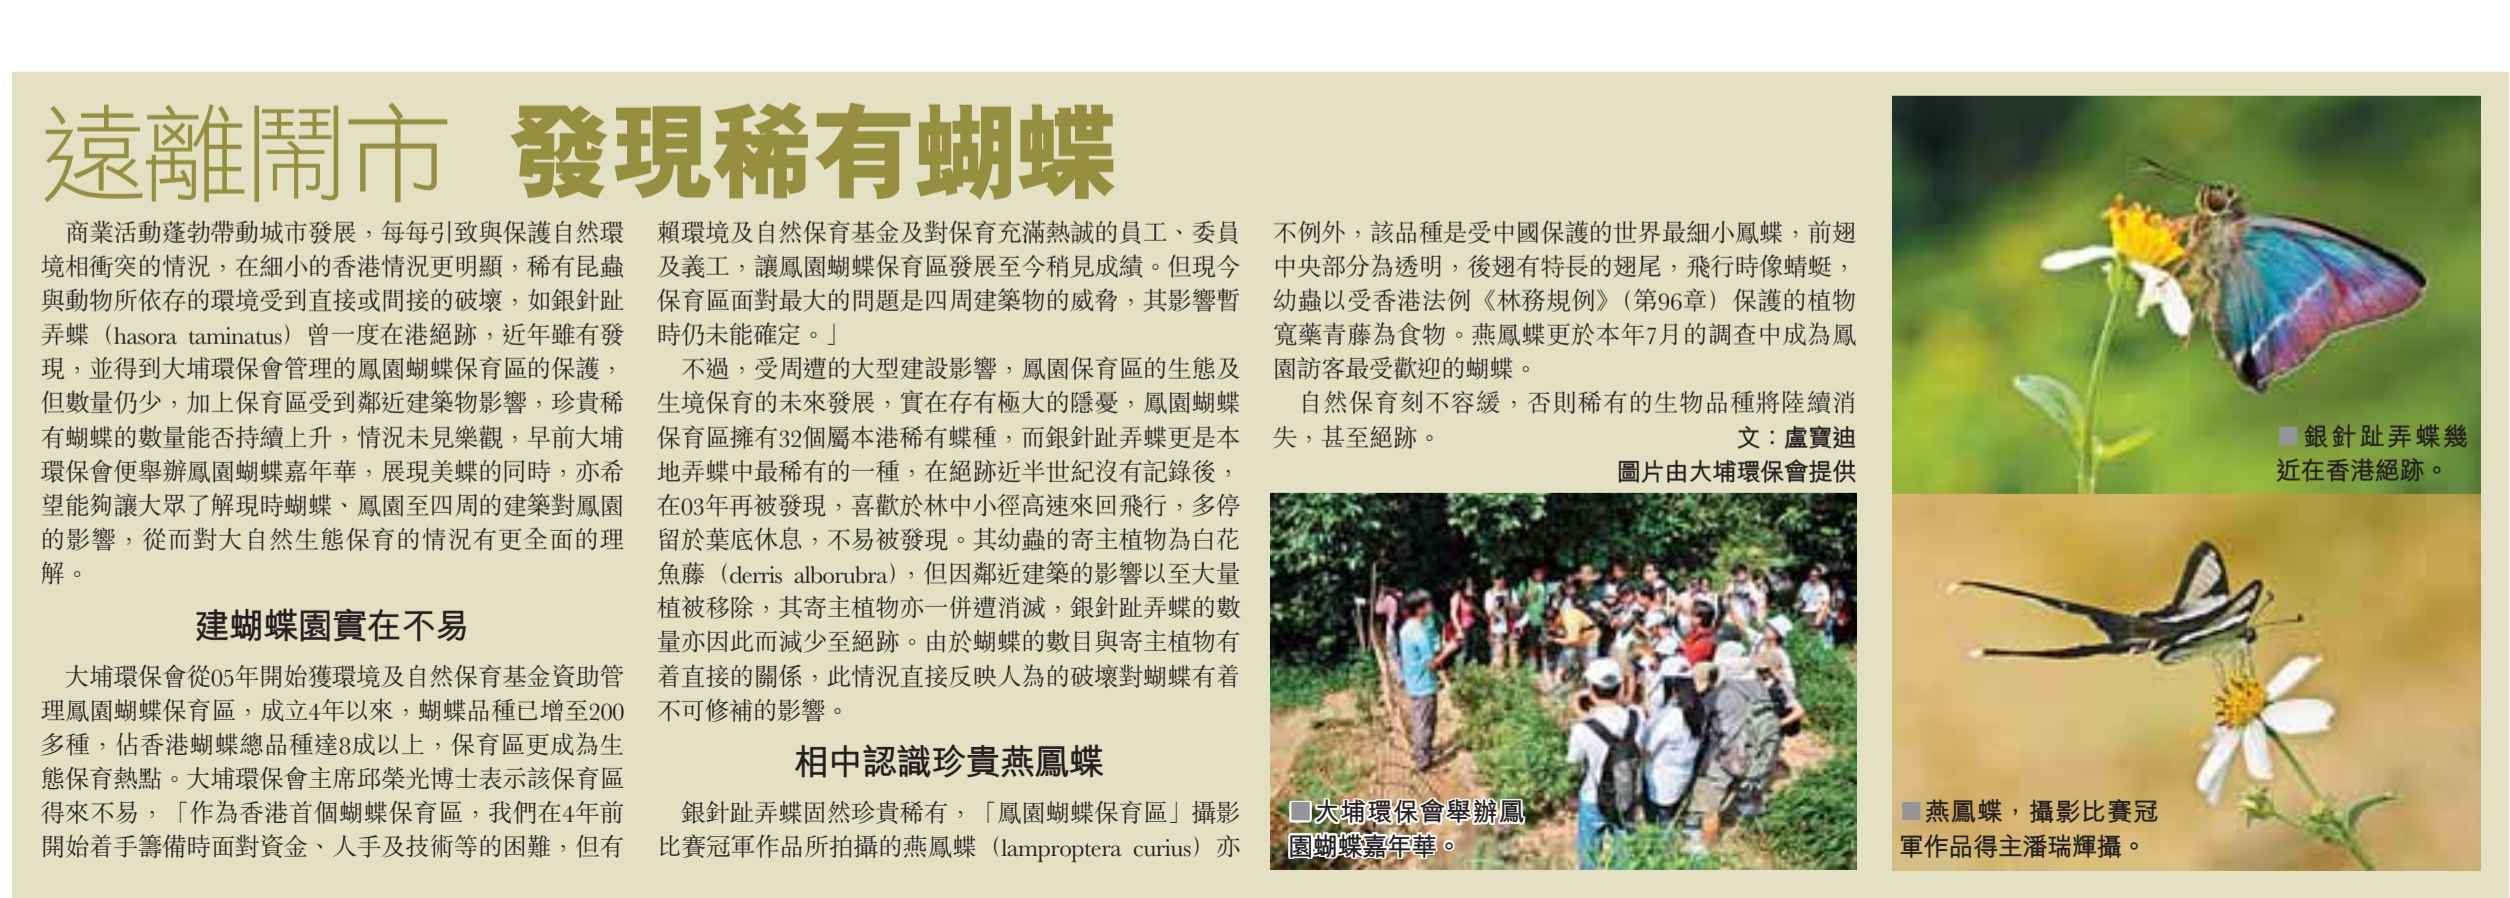 遠離鬧市 發現稀有蝴蝶
商業活動蓬勃帶動城市發展，每每引致與保護自然環
境相衝突的情況，在細小的香港情況更明顯，稀有昆蟲
與動物所依存的環境受到直接或間接的破壞，如銀針趾
弄蝶（hasora taminatus）曾一度在港絕跡，近年雖有發
現，並得到大埔環保會管理的鳳園蝴蝶保育區的保護，
但數量仍少，加上保育區受到鄰近建築物影響，珍貴稀
有蝴蝶的數量能否持續上升，情況未見樂觀，早前大埔
環保會便舉辦鳳園蝴蝶嘉年華，展現美蝶的同時，亦希
望能夠讓大眾了解現時蝴蝶、鳳園至四周的建築對鳳園
的影響，從而對大自然生態保育的情況有更全面的理
解。
建蝴蝶園實在不易
大埔環保會從05年開始獲環境及自然保育基金資助管
理鳳園蝴蝶保育區，成立4年以來，蝴蝶品種已增至200
多種，佔香港蝴蝶總品種達8成以上，保育區更成為生
態保育熱點。大埔環保會主席邱榮光博士表示該保育區
得來不易，「作為香港首個蝴蝶保育區，我們在4年前
開始着手籌備時面對資金、人手及技術等的困難，但有
賴環境及自然保育基金及對保育充滿熱誠的員工、委員
及義工，讓鳳園蝴蝶保育區發展至今稍見成績。但現今
保育區面對最大的問題是四周建築物的威脅，其影響暫
時仍未能確定。」
不過，受周遭的大型建設影響，鳳園保育區的生態及
生境保育的未來發展，實在存有極大的隱憂，鳳園蝴蝶
保育區擁有32個屬本港稀有蝶種，而銀針趾弄蝶更是本
地弄蝶中最稀有的一種，在絕跡近半世紀沒有記錄後，
在03年再被發現，喜歡於林中小徑高速來回飛行，多停
留於葉底休息，不易被發現。其幼蟲的寄主植物為白花
魚藤（derris alborubra），但因鄰近建築的影響以至大量
植被移除，其寄主植物亦一併遭消滅，銀針趾弄蝶的數
量亦因此而減少至絕跡。由於蝴蝶的數目與寄主植物有
着直接的關係，此情況直接反映人為的破壞對蝴蝶有着
不可修補的影響。
相中認識珍貴燕鳳蝶
銀針趾弄蝶固然珍貴稀有，「鳳園蝴蝶保育區」攝影
比賽冠軍作品所拍攝的燕鳳蝶（lamproptera curius）亦
不例外，該品種是受中國保護的世界最細小鳳蝶，前翅
中央部分為透明，後翅有特長的翅尾，飛行時像蜻蜓，
幼蟲以受香港法例《林務規例》（第96章）保護的植物
寬藥青藤為食物。燕鳳蝶更於本年7月的調查中成為鳳
園訪客最受歡迎的蝴蝶。
自然保育刻不容緩，否則稀有的生物品種將陸續消
失，甚至絕跡。 文：盧寶迪
圖片由大埔環保會提供
■大埔環保會舉辦鳳
園蝴蝶嘉年華。
■銀針趾弄蝶幾
近在香港絕跡。
■燕鳳蝶，攝影比賽冠
軍作品得主潘瑞輝攝。